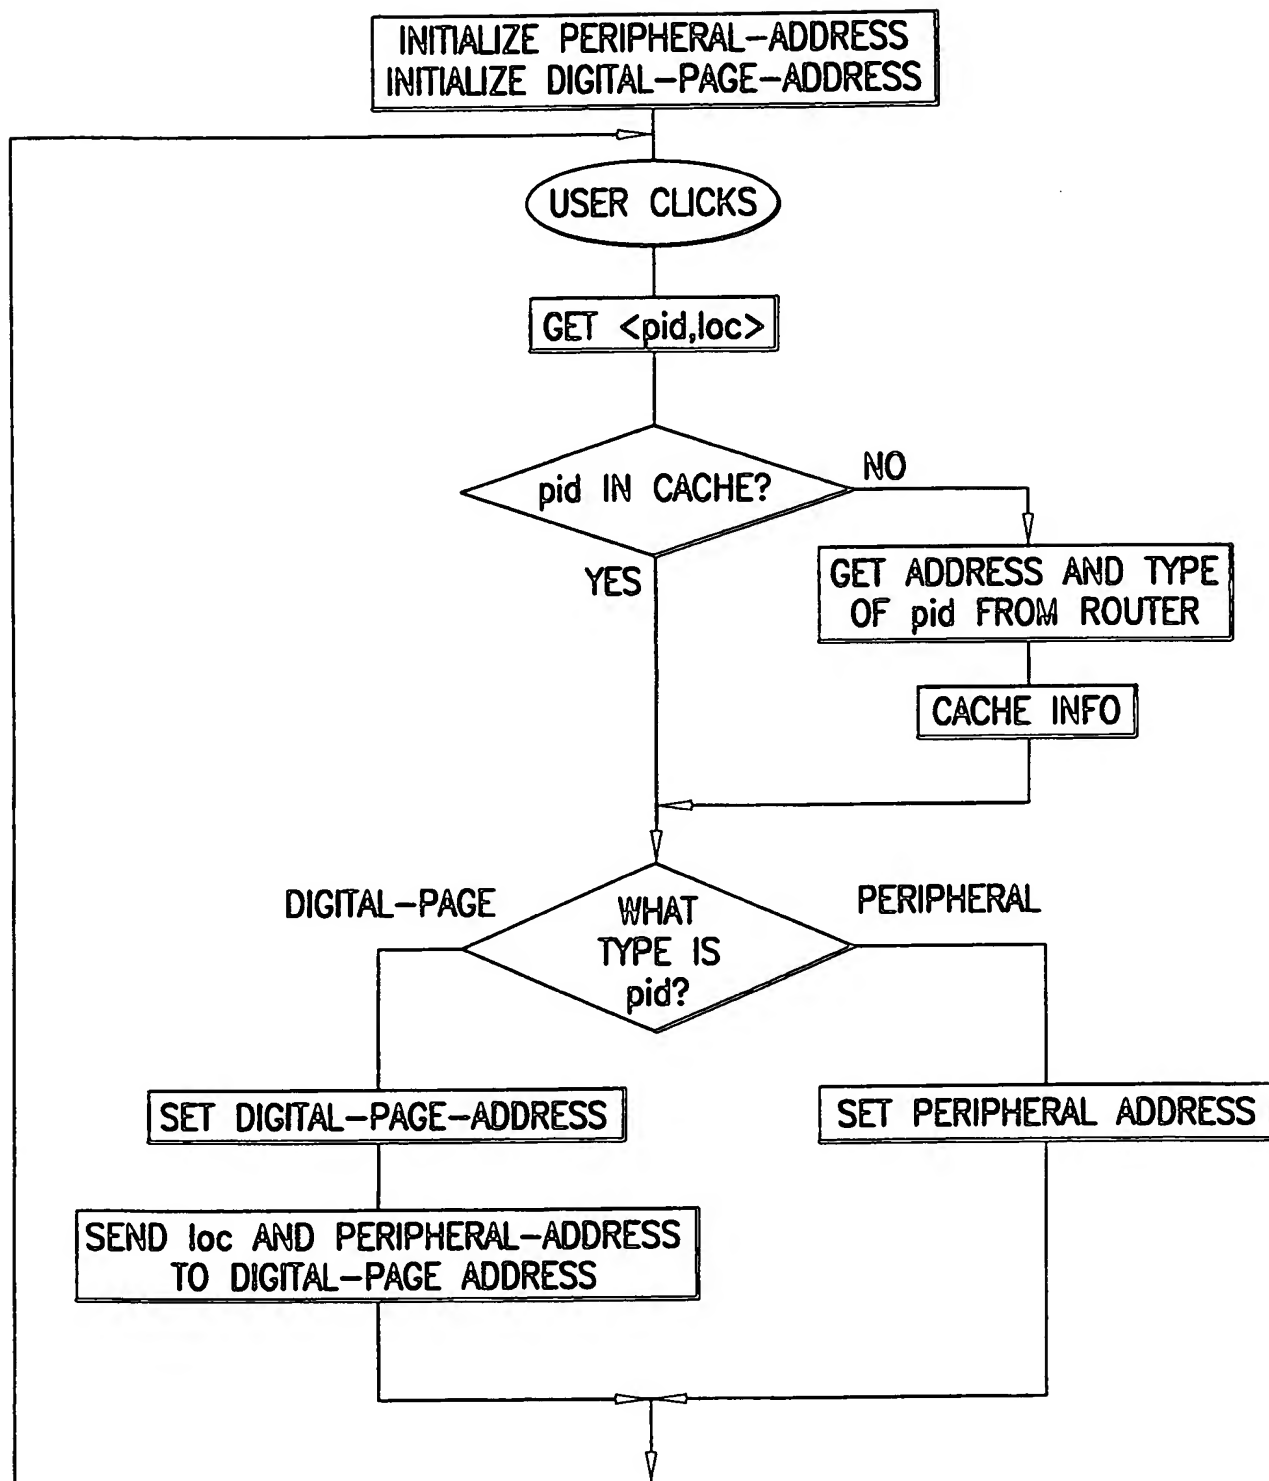 INITIALIZE PERIPHERAL-ADDRESS
INITIALIZE DIGITAL-PAGE-ADDRESS
USER CLICKS
GET <pid,loc>
pid IN CACHE?
NO
YES
GET ADDRESS AND TYPE
OF pid FROM ROUTER
CACHE INFO
DIGITAL-PAGE
WHAT
TYPE IS
pid?
PERIPHERAL
SET DIGITAL-PAGE-ADDRESS
SET PERIPHERAL ADDRESS
SEND loc AND PERIPHERAL-ADDRESS
TO DIGITAL-PAGE ADDRESS